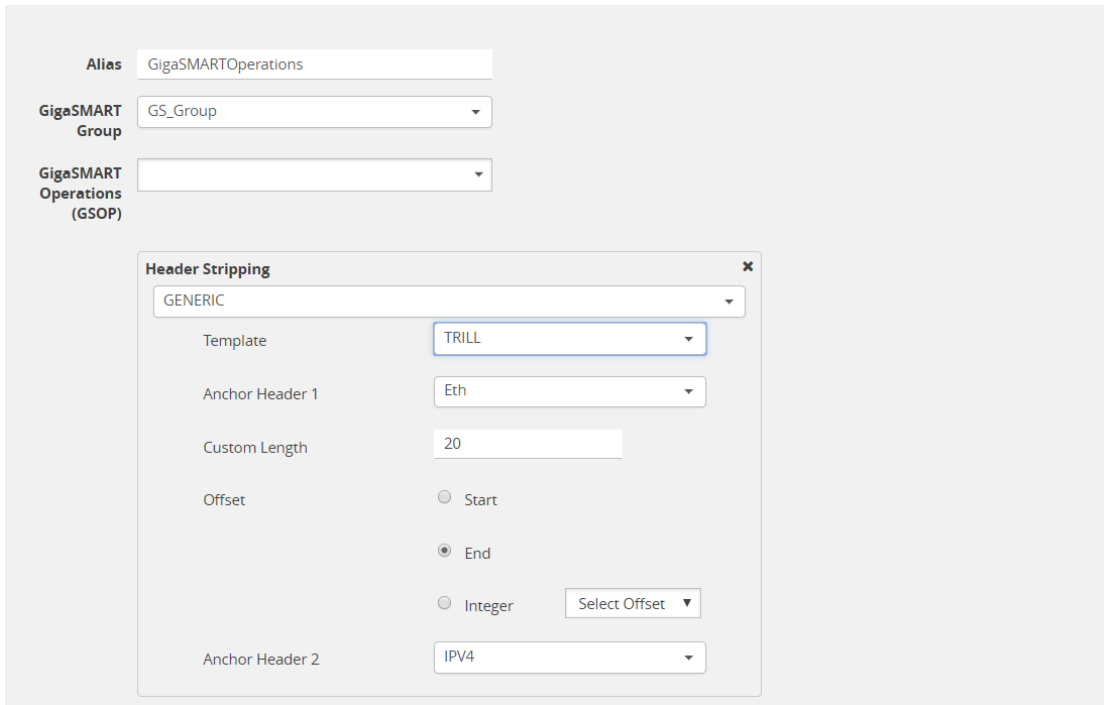 Alias GigaSMARTOperations
GigaSMART
Group
GS_Group
GigaSMART
Operations
(GSOP)
Header Stripping
GENERIC
Template TRILL
Anchor Header 1 Eth
Custom Length 20
Offset Start
End
Integer Select Offset
Anchor Header 2 IPV4